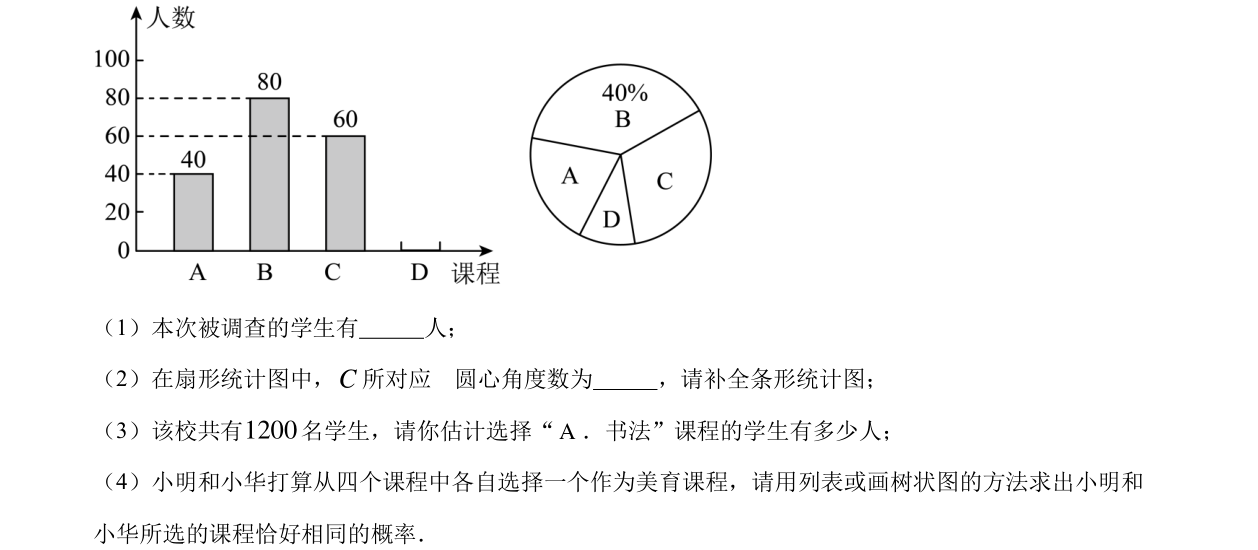 人数
100
80
60
40
20
0
40
80
60
A B C D 课程
40%
B
A
C
D
（1）本次被调查的学生有______人；
（2）在扇形统计图中，C所对应 圆心角度数为______，请补全条形统计图；
（3）该校共有1200名学生，请你估计选择“A．书法”课程的学生有多少人；
（4）小明和小华打算从四个课程中各自选择一个作为美育课程，请用列表或画树状图的方法求出小明和
小华所选的课程恰好相同的概率．